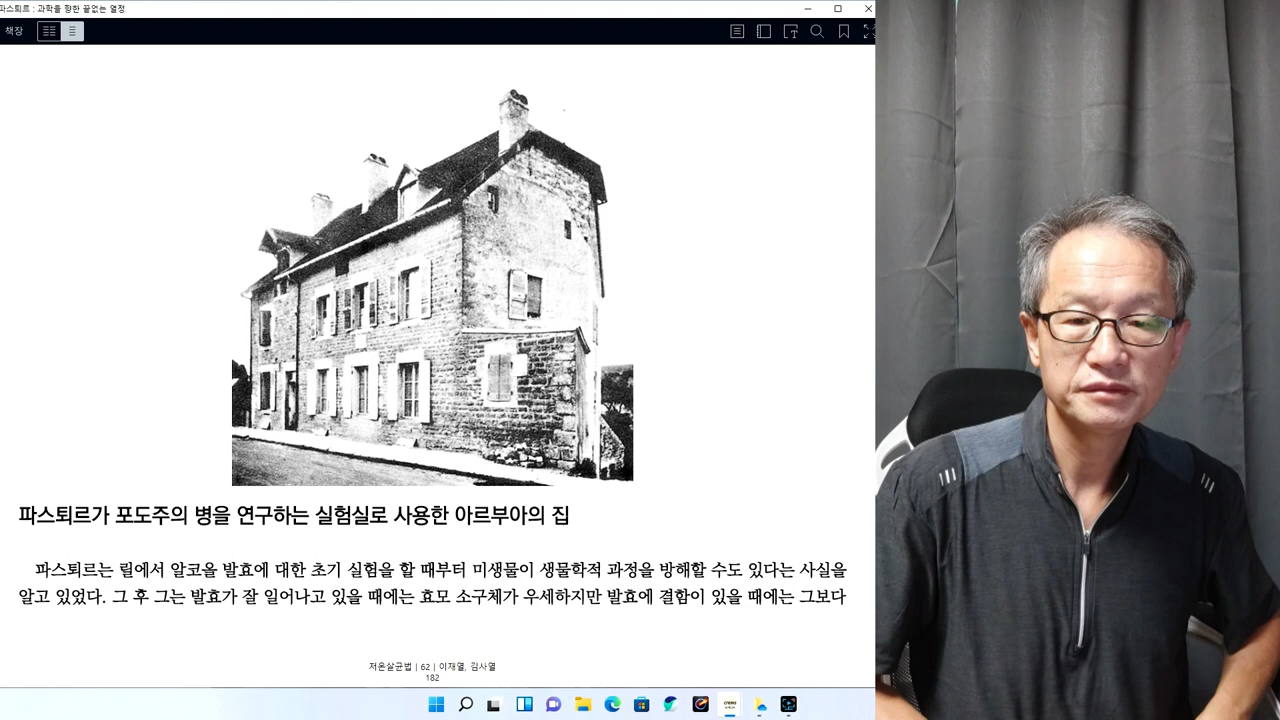 파스퇴르 : 과학을 향한 끝없는 열정
책장
파스퇴르가 포도주의 병을 연구하는 실험실로 사용한 아르부아의 집
파스퇴르는 릴에서 알코올 발효에 대한 초기 실험을 할 때부터 미생물이 생물학적 과정을 방해할 수도 있다는 사실을
알고 있었다. 그 후 그는 발효가 잘 일어나고 있을 때에는 효모 소구체가 우세하지만 발효에 결함이 있을 때에는 그보다
저온살균법 | 62 | 이재열, 김사열
182